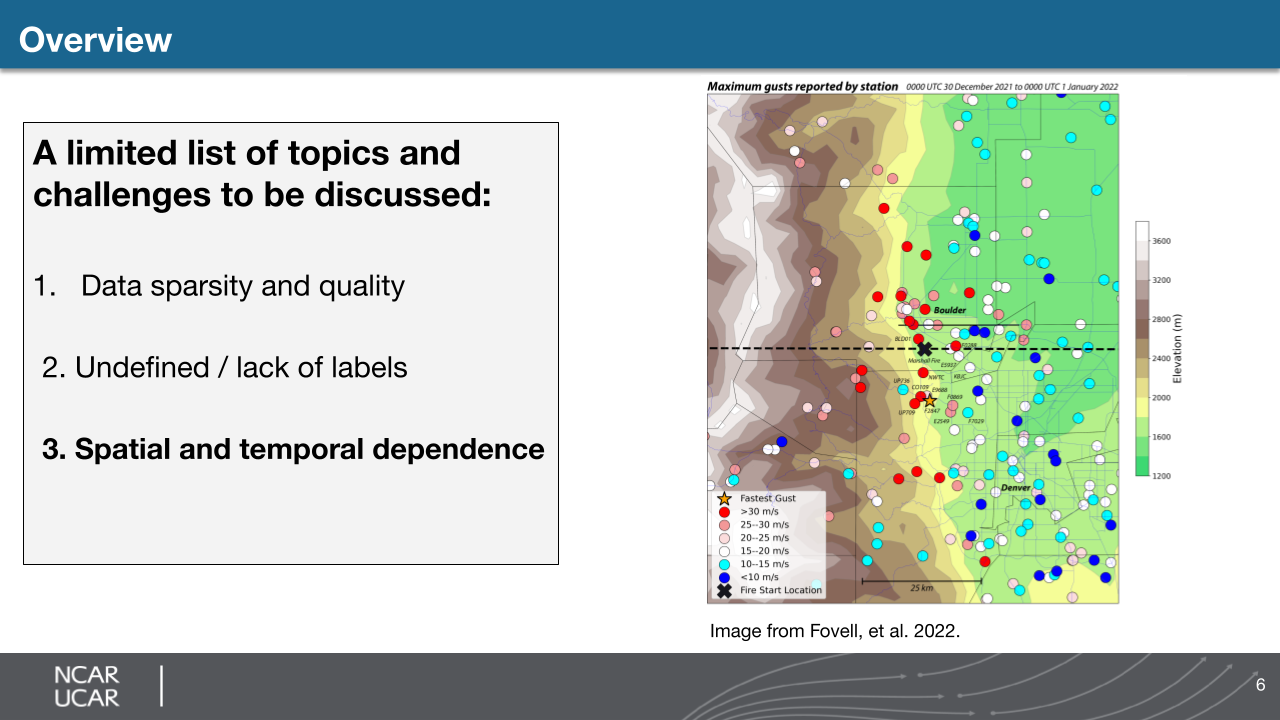 Overview
A limited list of topics and
challenges to be discussed:
1. Data sparsity and quality
2. Undefined / lack of labels
3. Spatial and temporal dependence
Maximum gusts reported by station 0000 UTC 30 December 2021 to 0000 UTC 1 January 2022
Boulder
BLD01
Marshall Fire
E5937
UP736
NWTC
KBJC
CO109
E9688
F0869
UP709
F1847
E2549
F7029
Denver
Fastest Gust
>30 m/s
25--30 m/s
20--25 m/s
15--20 m/s
10--15 m/s
<10 m/s
Fire Start Location
25 km
3600
3200
2800
2400
2000
1600
1200
Elevation (m)
Image from Fovell, et al. 2022.
NCAR
UCAR
6